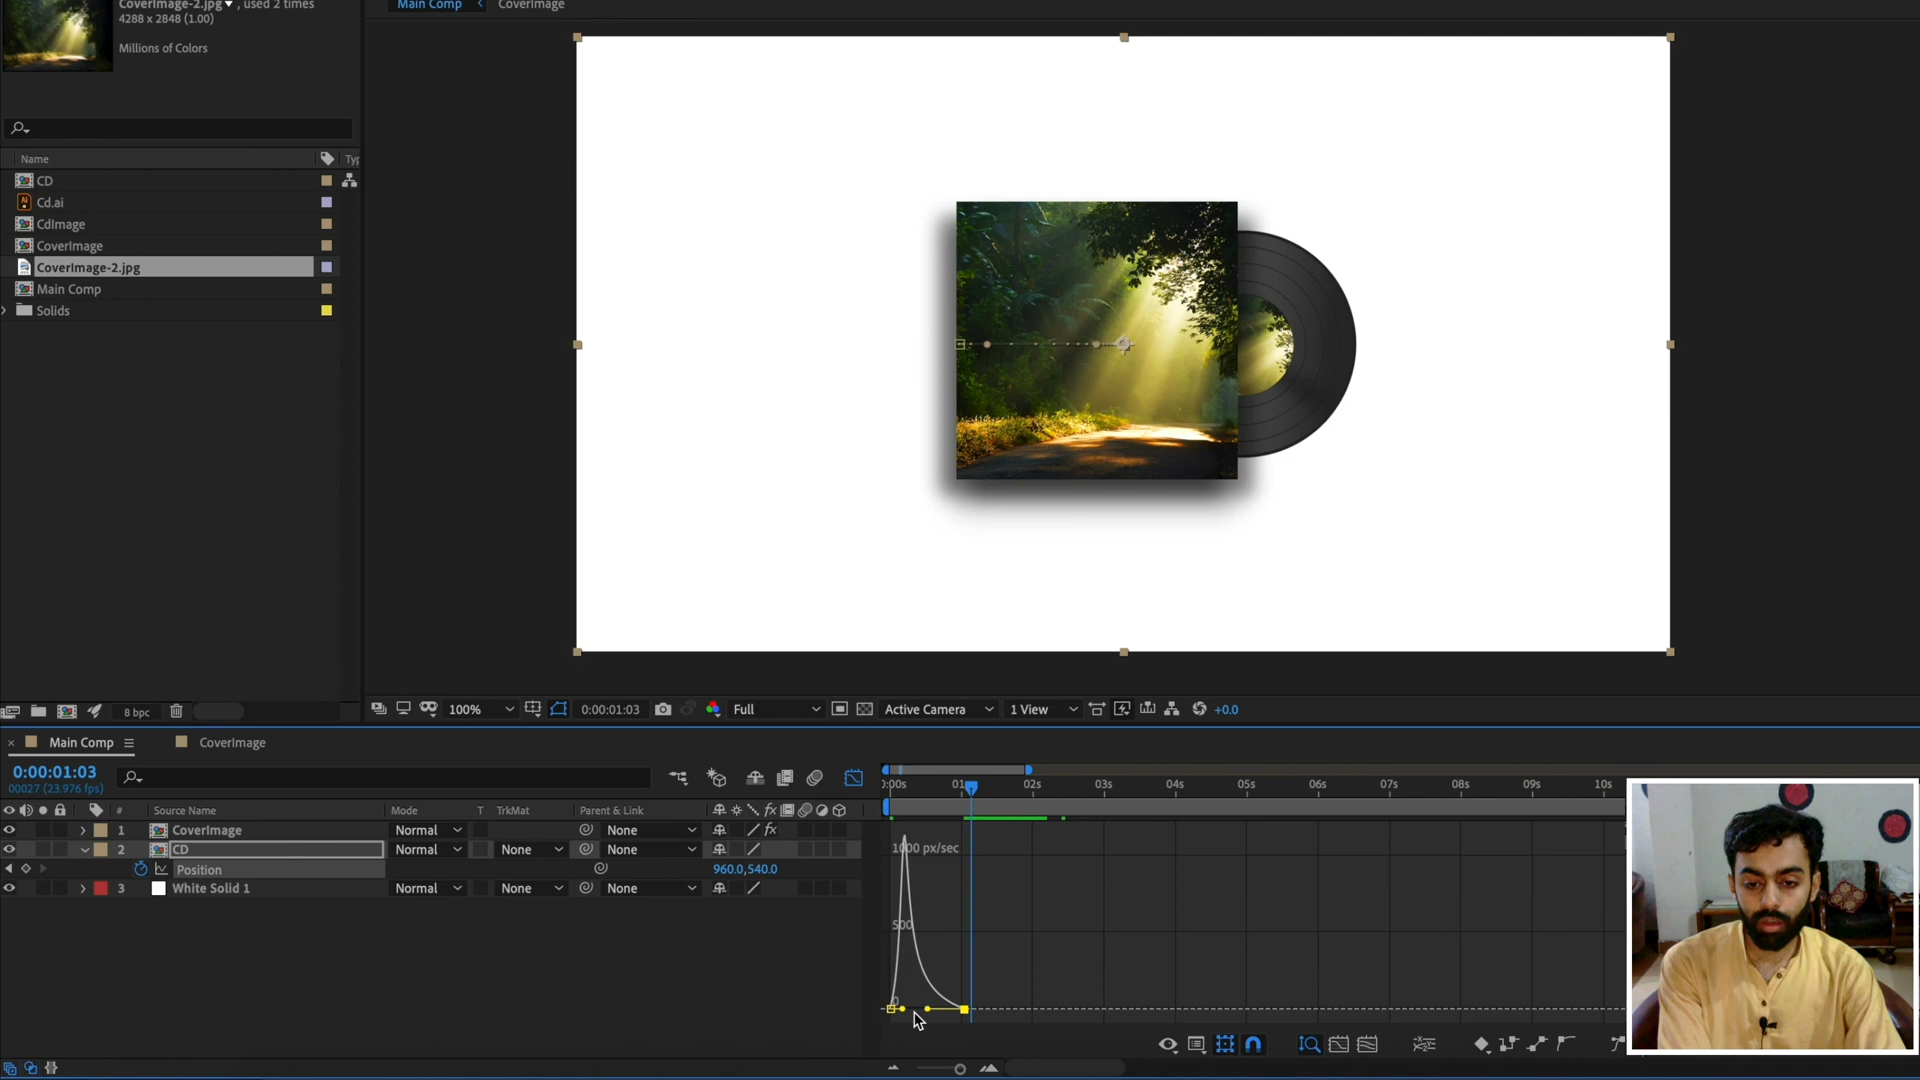 CoverImage-2.jpg , used 2 times
4288 x 2848 (1.00)
Millions of Colors
Main Comp CoverImage
Name Typ
CD
Cd.ai
CdImage
CoverImage
CoverImage-2.jpg
Main Comp
Solids
8 bpc
100% 0:00:01:03 Full Active Camera 1 View +0.0
Main Comp CoverImage
0:00:01:03
00027 (23.976 fps)
# Source Name Mode T TrkMat Parent & Link fx
1 CoverImage Normal None fx
2 CD Normal None None
Position 960.0,540.0
3 White Solid 1 Normal None None
):00s 01 02s 03s 04s 05s 06s 07s 08s 09s 10s
1000 px/sec
500
0